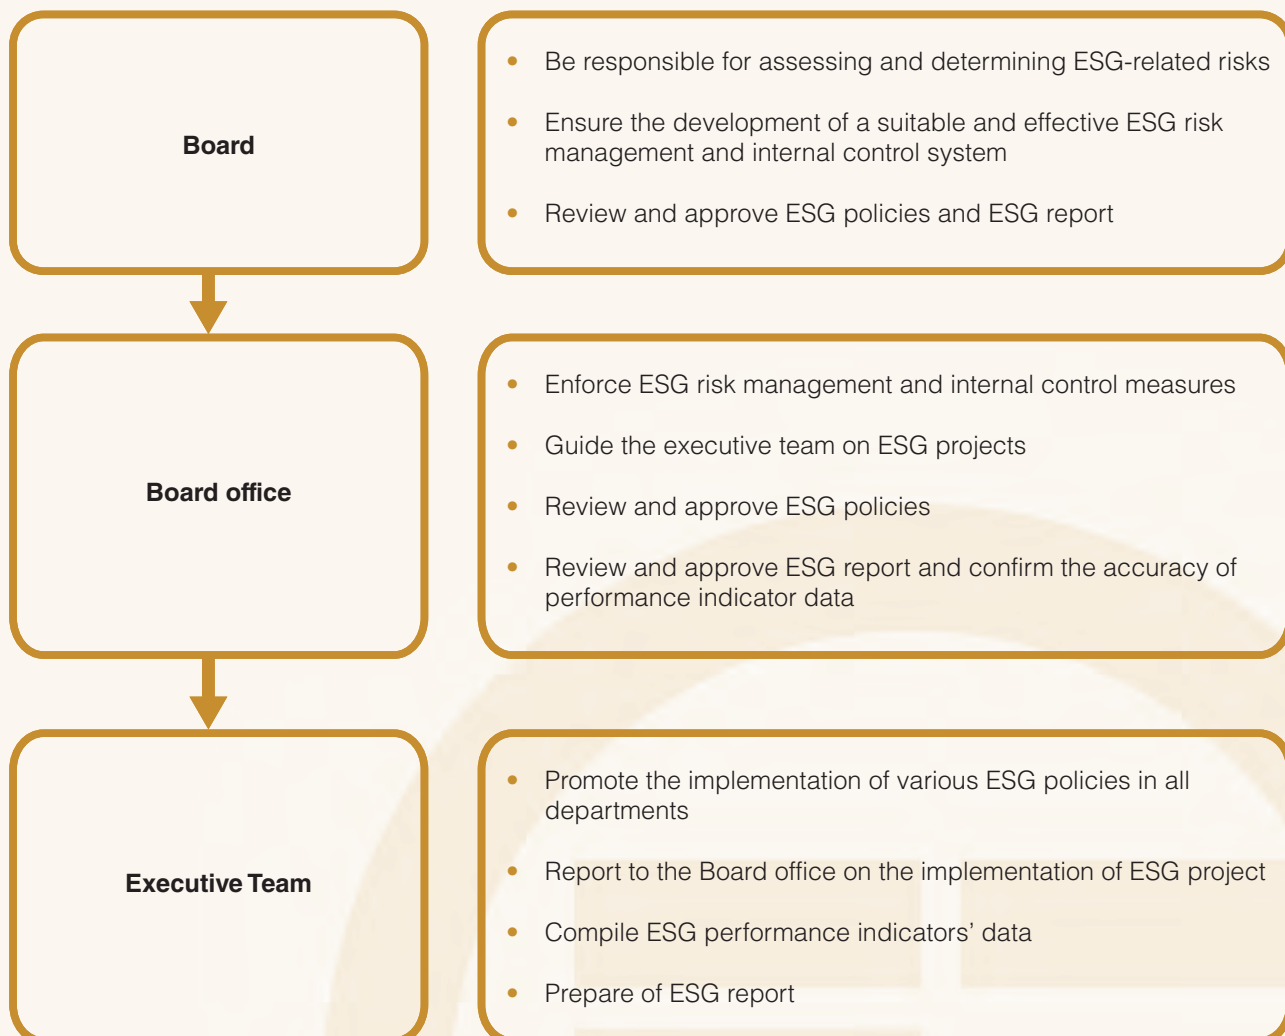 Board
• Be responsible for assessing and determining ESG-related risks
• Ensure the development of a suitable and effective ESG risk
management and internal control system
• Review and approve ESG policies and ESG report
Board office
• Enforce ESG risk management and internal control measures
• Guide the executive team on ESG projects
• Review and approve ESG policies
• Review and approve ESG report and confirm the accuracy of
performance indicator data
Executive Team
• Promote the implementation of various ESG policies in all
departments
• Report to the Board office on the implementation of ESG project
• Compile ESG performance indicators’ data
• Prepare of ESG report